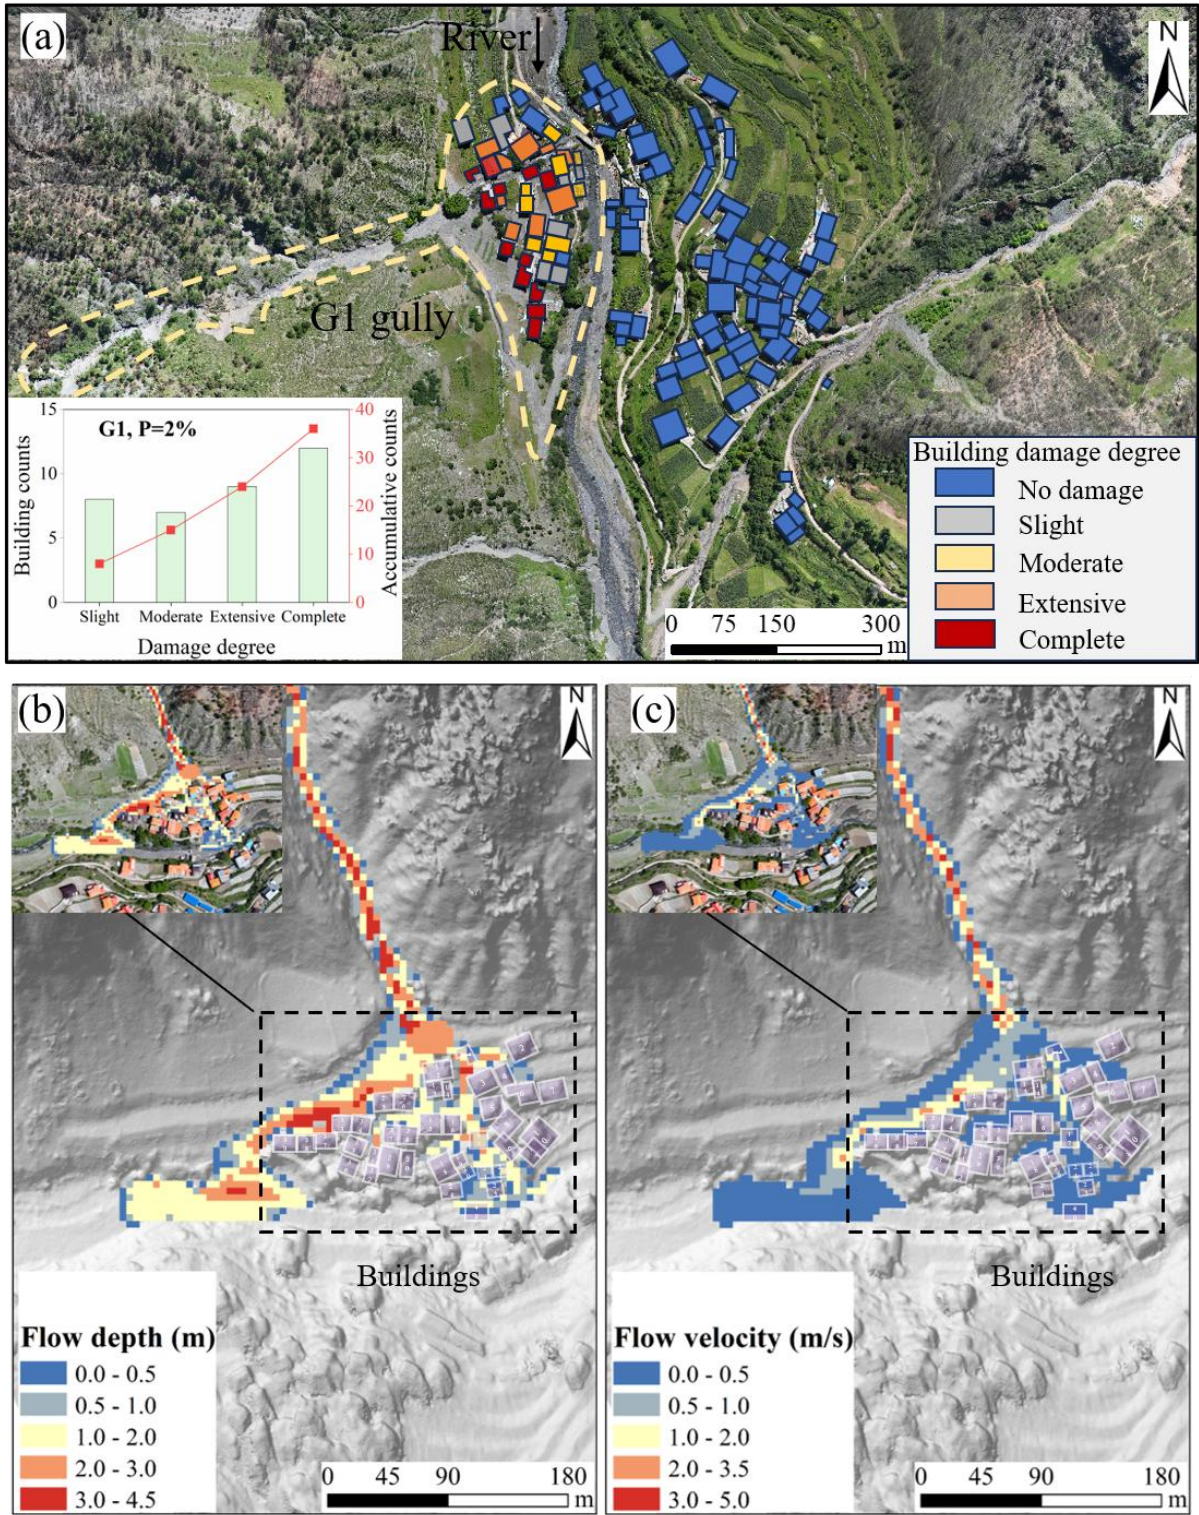 (a)
River
N
G1 gully
G1, P=2%
15
10
5
0
Building counts
40
30
20
10
0
Accumulative counts
Slight Moderate Extensive Complete
Damage degree
0 75 150 300
m
Building damage degree
No damage
Slight
Moderate
Extensive
Complete
(b)
N
Buildings
Flow depth (m)
0.0 - 0.5
0.5 - 1.0
1.0 - 2.0
2.0 - 3.0
3.0 - 4.5
0 45 90 180
m
(c)
N
Buildings
Flow velocity (m/s)
0.0 - 0.5
0.5 - 1.0
1.0 - 2.0
2.0 - 3.5
3.0 - 5.0
0 45 90 180
m